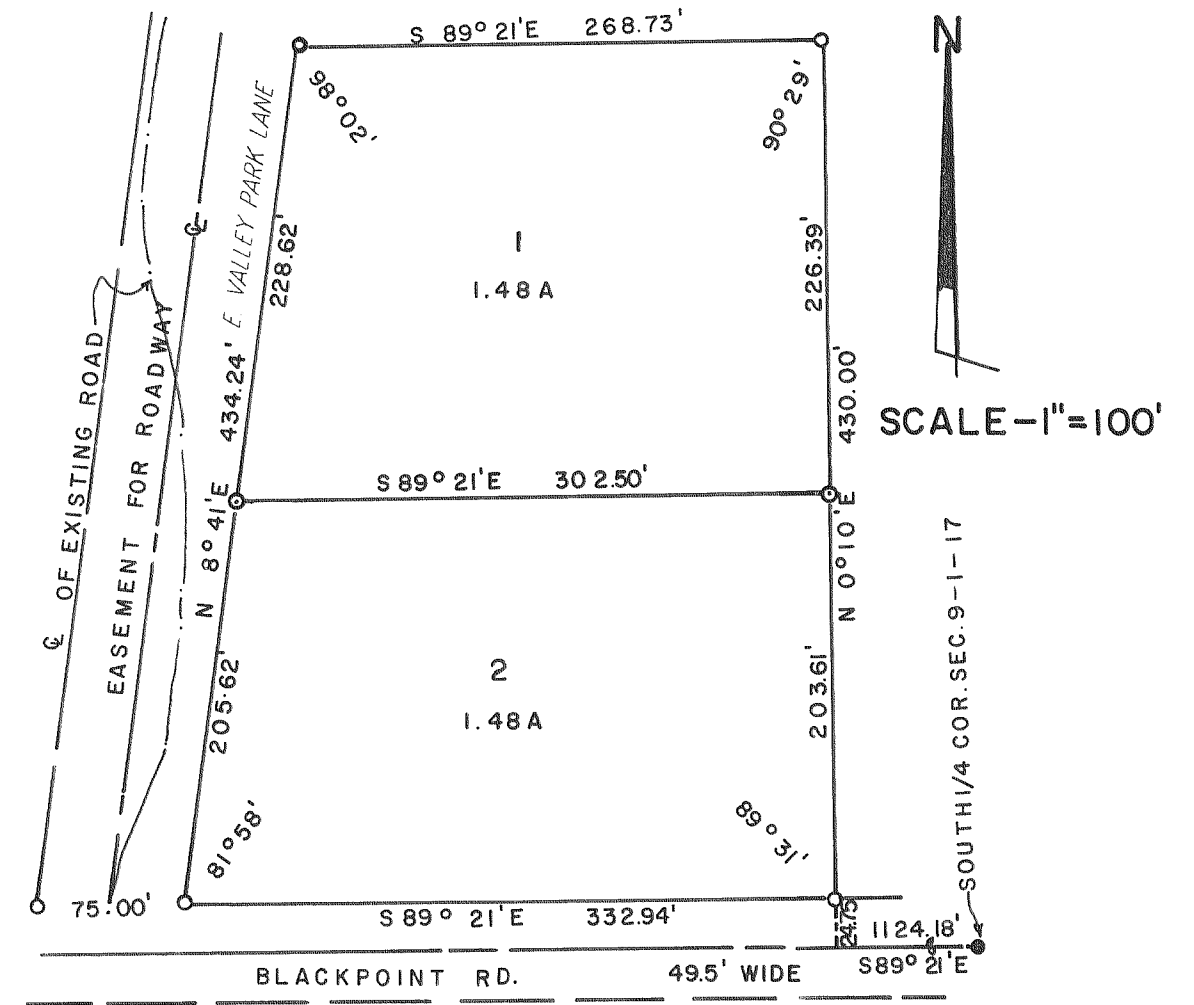 S 89° 21'E 268.73'
N
98°02'
90°29'
E. VALLEY PARK LANE
℄
228.62'
1
1.48 A
226.39'
434.24'
430.00'
SCALE-1"=100'
℄ OF EXISTING ROAD
EASEMENT FOR ROADWAY
S 89° 21'E 302.50'
N 8° 41'E
N 0°10'E
SOUTH 1/4 COR. SEC. 9-1-17
205.62'
2
1.48 A
203.61'
81°58'
89°31'
75.00'
S 89° 21'E 332.94'
24.75
1124.18'
S89° 21'E
BLACKPOINT RD. 49.5' WIDE